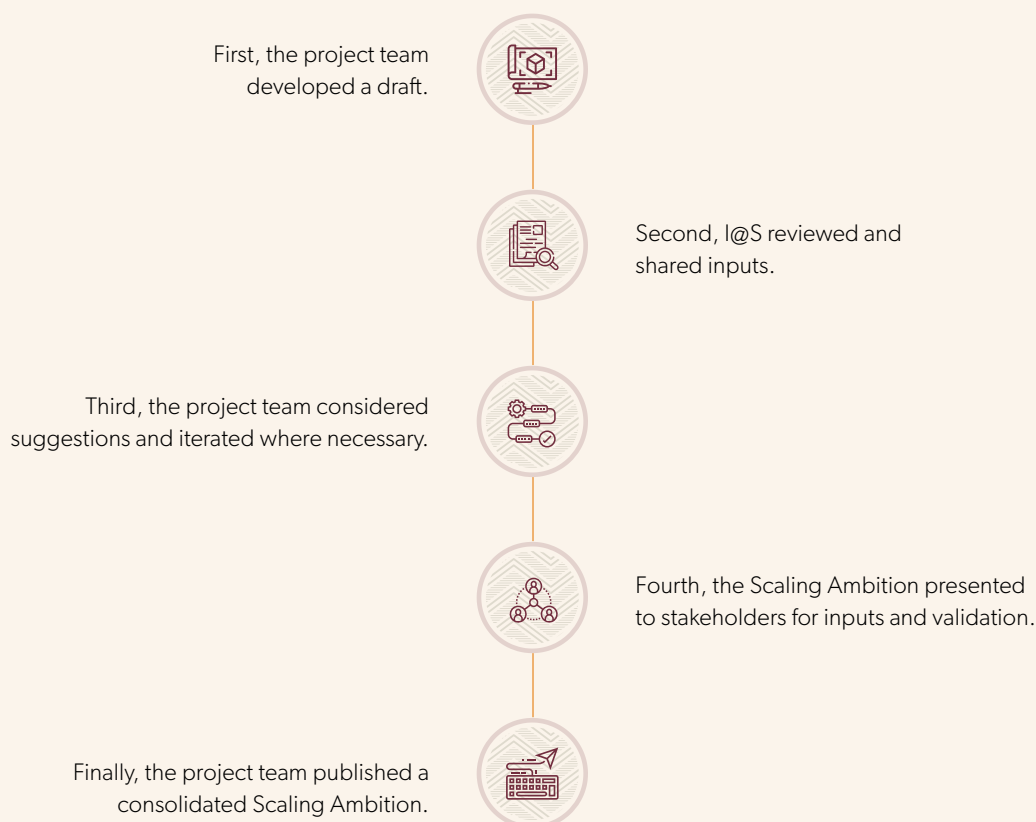 First, the project team
developed a draft.
Second, I@S reviewed and
shared inputs.
Third, the project team considered
suggestions and iterated where necessary.
Fourth, the Scaling Ambition presented
to stakeholders for inputs and validation.
Finally, the project team published a
consolidated Scaling Ambition.